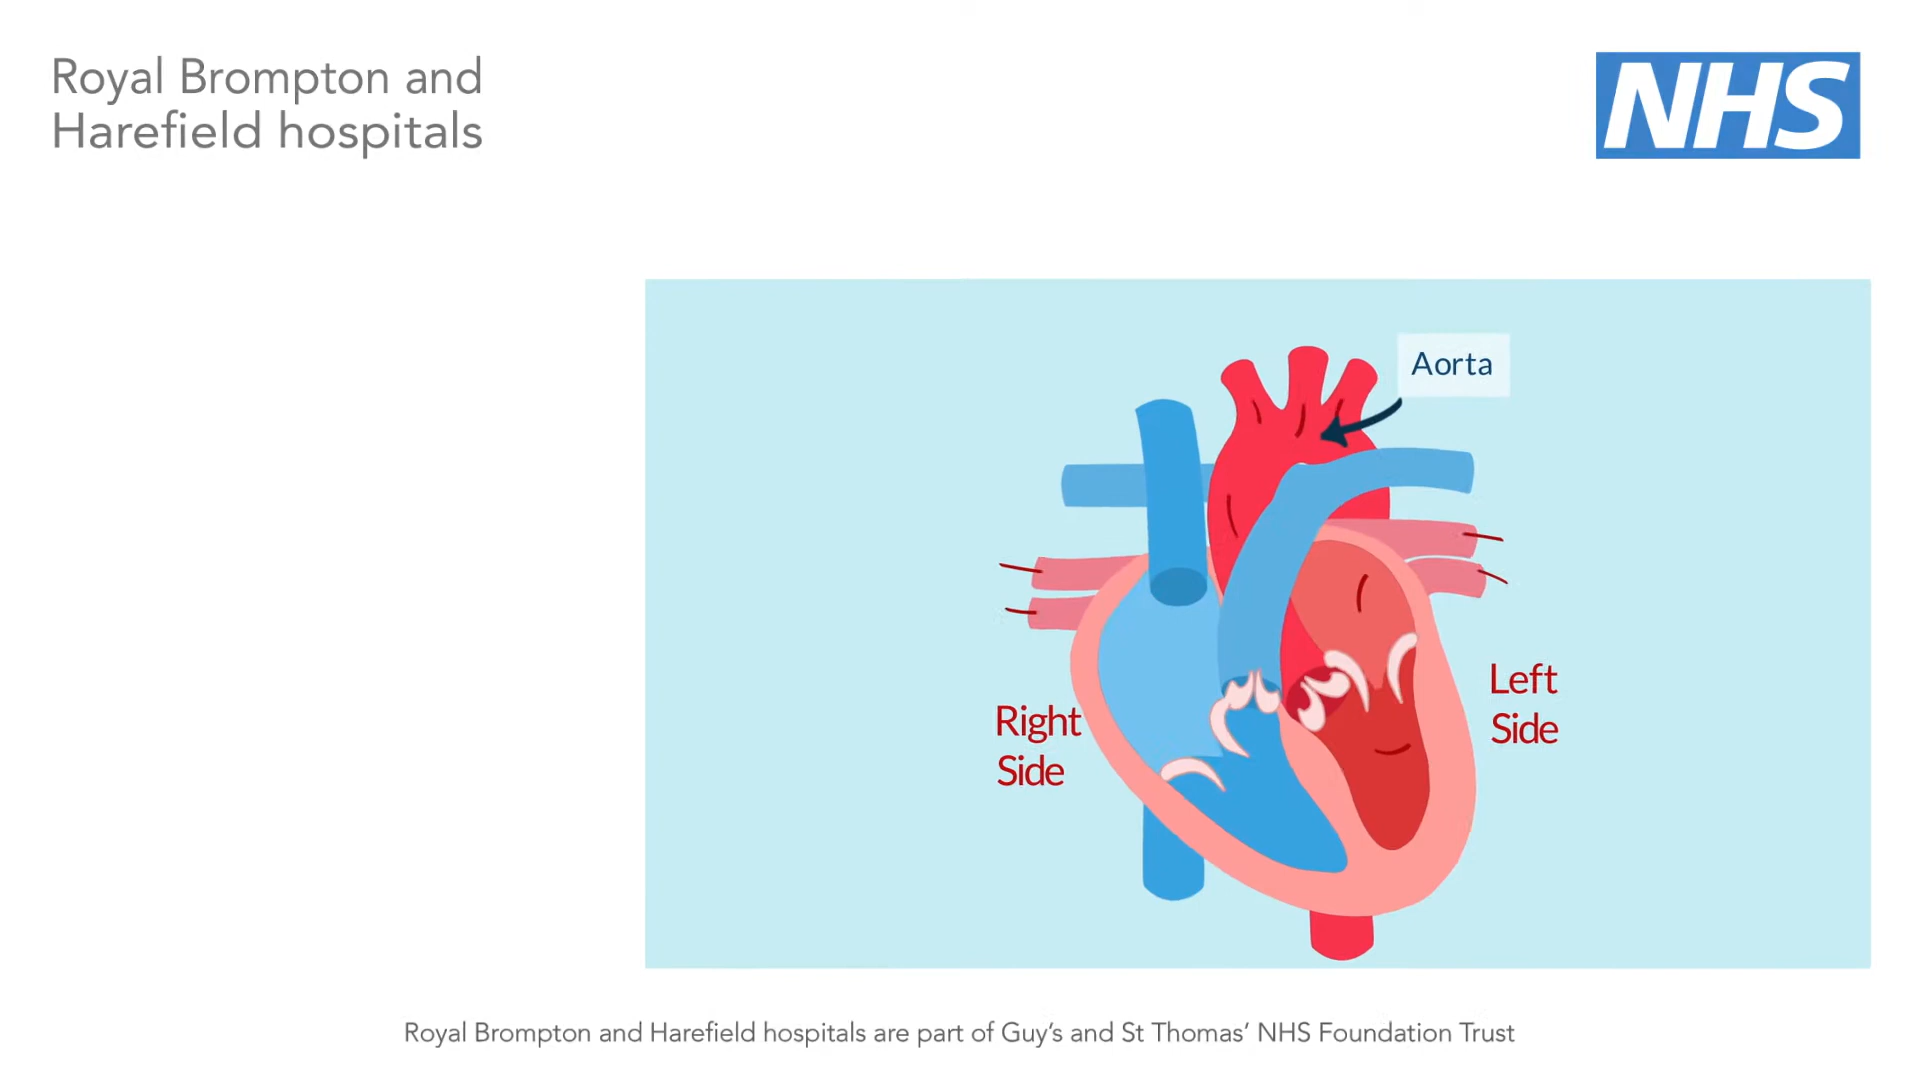 Royal Brompton and
Harefield hospitals
NHS
Aorta
Left
Side
Right
Side
Royal Brompton and Harefield hospitals are part of Guy's and St Thomas' NHS Foundation Trust